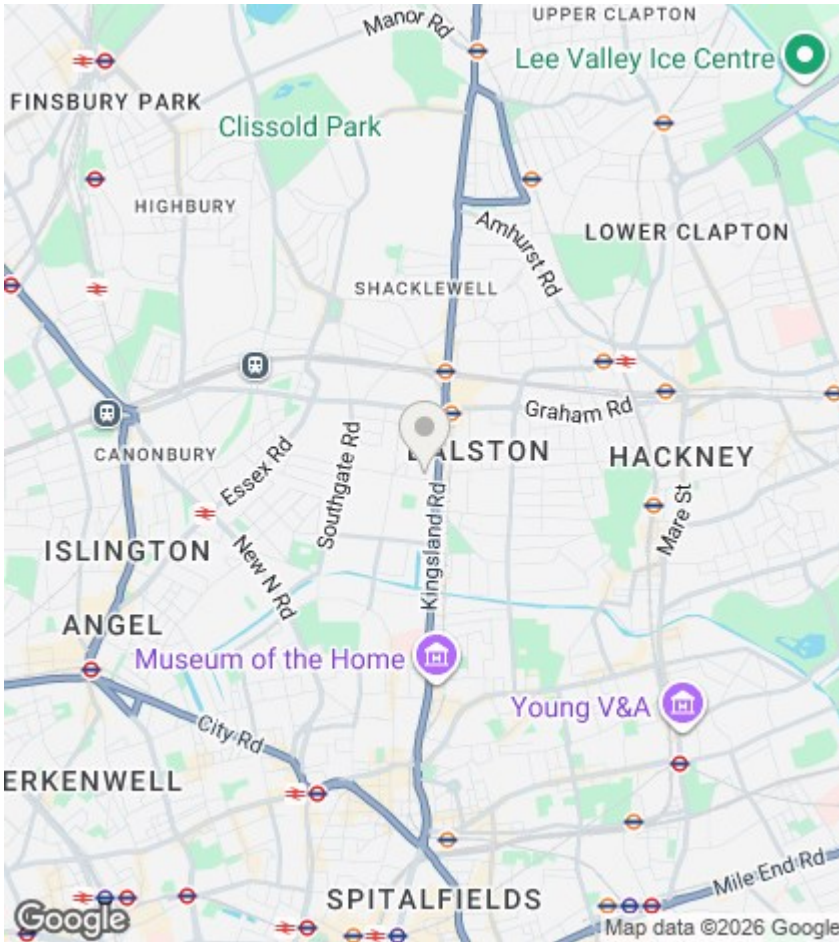 UPPER CLAPTON
Manor Rd
Lee Valley Ice Centre
FINSBURY PARK
Clissold Park
HIGHBURY
Amhurst Rd
LOWER CLAPTON
SHACKLEWELL
Graham Rd
CANONBURY
Essex Rd
Southgate Rd
ALSTON
HACKNEY
Kingsland Rd
Mare St
ISLINGTON
New N Rd
ANGEL
Museum of the Home
Young V&A
City Rd
ERKENWELL
Mile End Rd
SPITALFIELDS
Google
Map data ©2026 Google